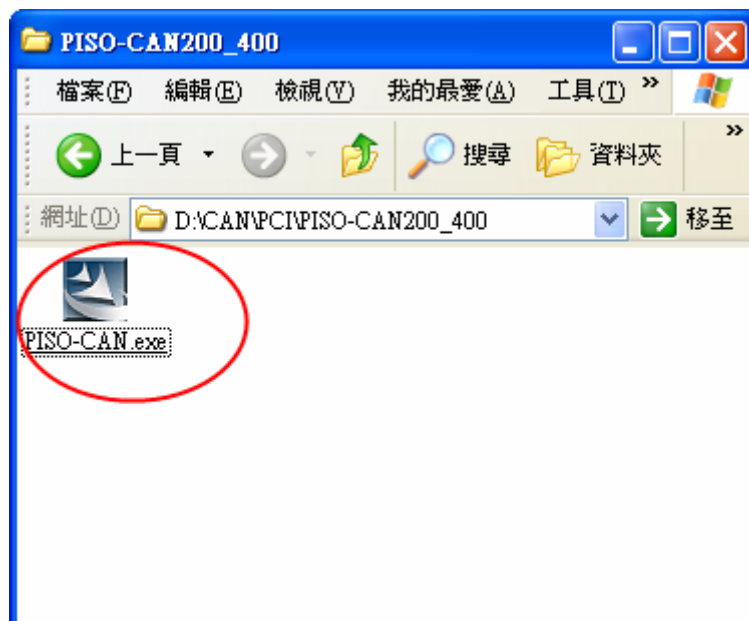 PISO-CAN200_400
檔案(F) 編輯(E) 檢視(V) 我的最愛(A) 工具(T) »
上一頁 搜尋 資料夾 »
網址(D) D:\CAN\PCI\PISO-CAN200_400 移至
PISO-CAN.exe